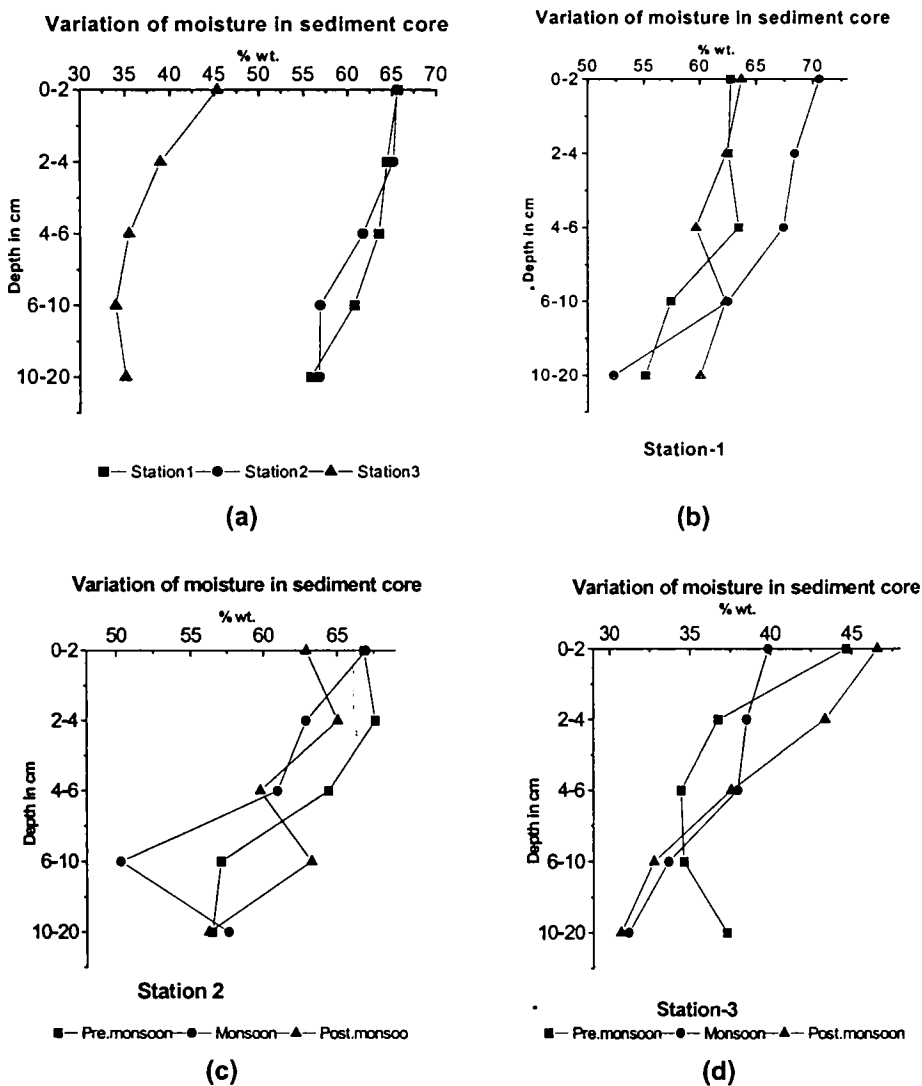 Variation of moisture in sediment core
% wt.
30 35 40 45 50 55 60 65 70
0-2
2-4
4-6
6-10
10-20
Depth in cm
Station1 Station2 Station3
(a)
Variation of moisture in sediment core
% wt.
50 55 60 65 70
0-2
2-4
4-6
6-10
10-20
Depth in cm
Station-1
(b)
Variation of moisture in sediment core
% wt.
50 55 60 65
0-2
2-4
4-6
6-10
10-20
Depth in cm
Station 2
Pre.monsoon Monsoon Post.monsoo
(c)
Variation of moisture in sediment core
% wt.
30 35 40 45
0-2
2-4
4-6
6-10
10-20
Depth in cm
Station-3
Pre.monsoon Monsoon Post.monsoon
(d)